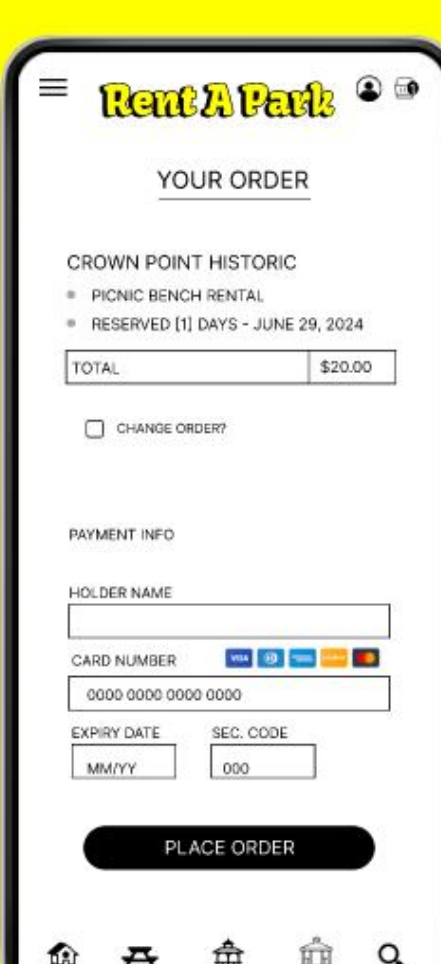 Rent A Park
1
YOUR ORDER
CROWN POINT HISTORIC
PICNIC BENCH RENTAL
RESERVED [1] DAYS - JUNE 29, 2024
TOTAL $20.00
CHANGE ORDER?
PAYMENT INFO
HOLDER NAME
CARD NUMBER VISA
0000 0000 0000 0000
EXPIRY DATE SEC. CODE
MM/YY 000
PLACE ORDER